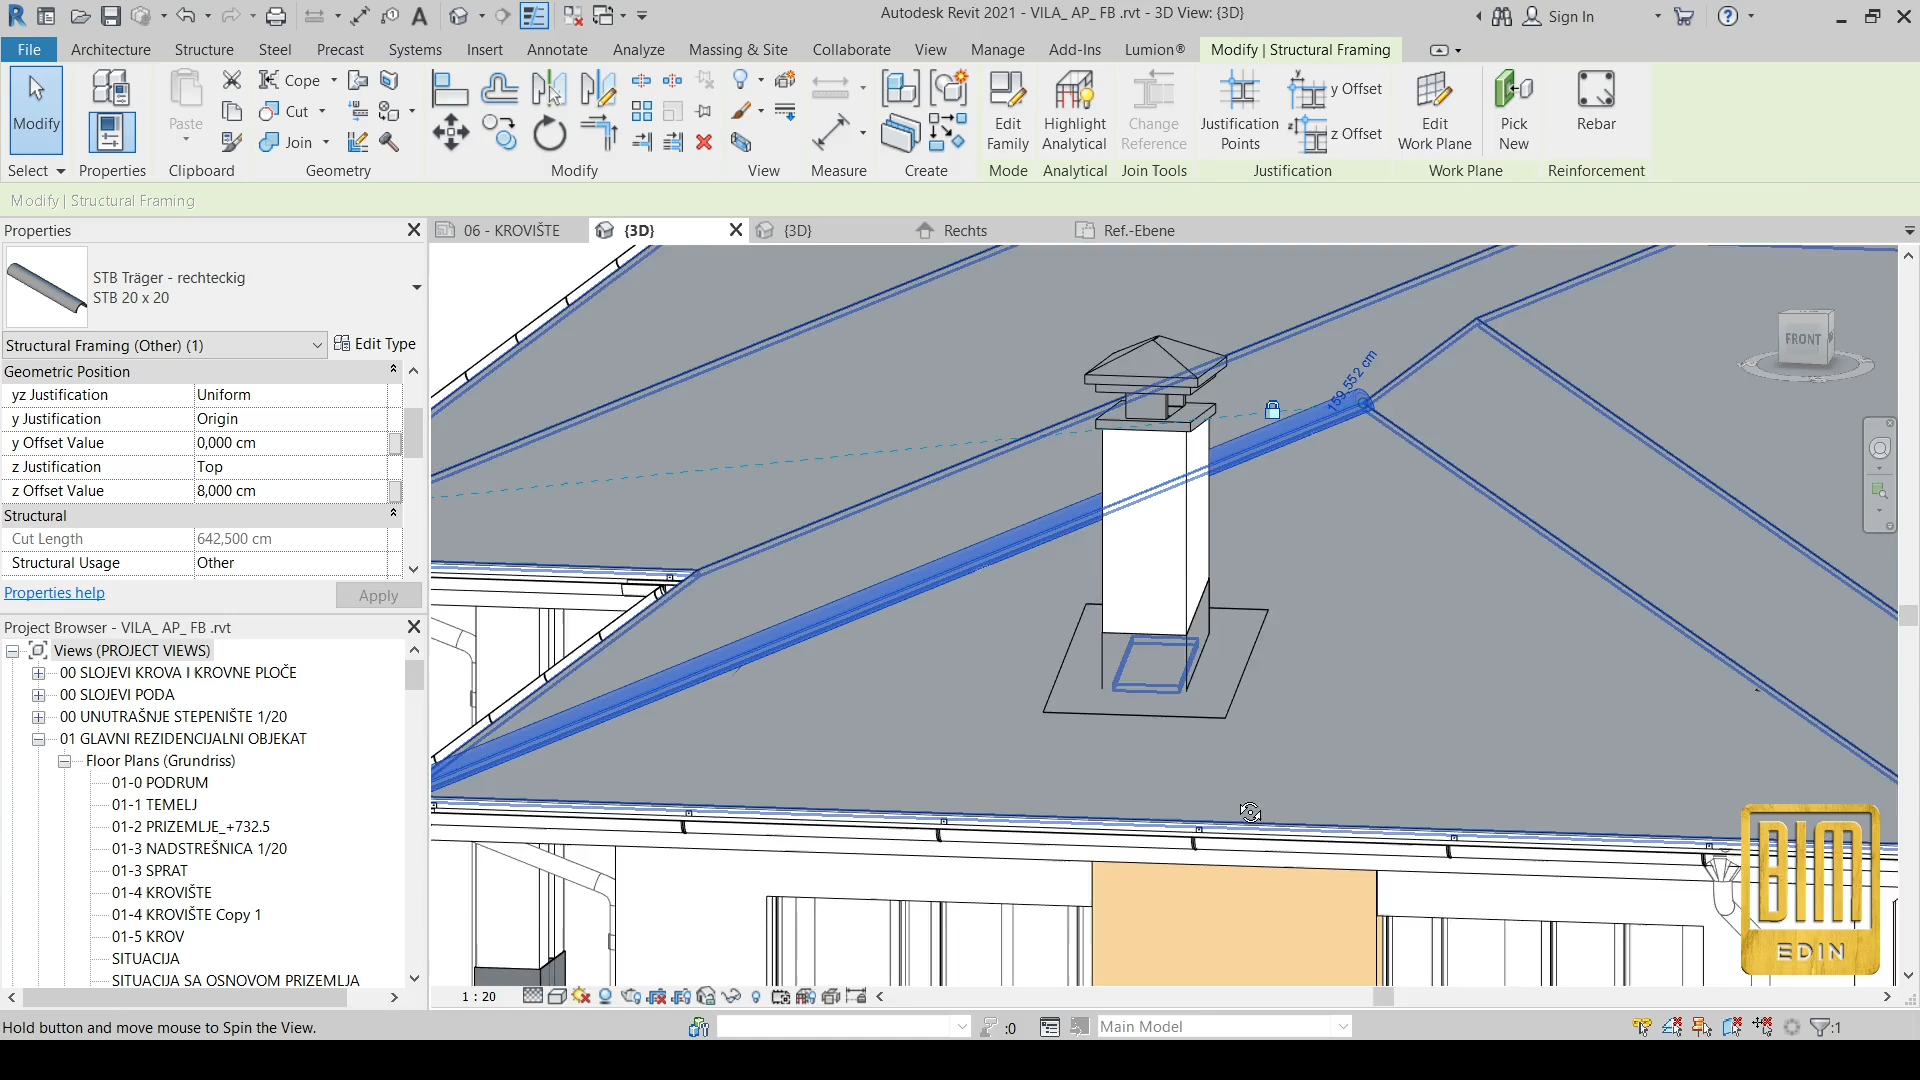 Autodesk Revit 2021 - VILA_ AP_ FB .rvt - 3D View: {3D}
Sign In
File Architecture Structure Steel Precast Systems Insert Annotate Analyze Massing & Site Collaborate View Manage Add-Ins Lumion® Modify | Structural Framing
Modify
Paste
Cope
Cut
Join
Edit Family
Highlight Analytical
Change Reference
Justification Points
y Offset
z Offset
Edit Work Plane
Pick New
Rebar
Select Properties Clipboard Geometry Modify View Measure Create Mode Analytical Join Tools Justification Work Plane Reinforcement
Modify | Structural Framing
Properties
06 - KROVIŠTE
{3D}
{3D}
Rechts
Ref.-Ebene
STB Träger - rechteckig
STB 20 x 20
Structural Framing (Other) (1)
Edit Type
Geometric Position
yz Justification Uniform
y Justification Origin
y Offset Value 0,000 cm
z Justification Top
z Offset Value 8,000 cm
Structural
Cut Length 642,500 cm
Structural Usage Other
Properties help
Apply
Project Browser - VILA_ AP_ FB .rvt
Views (PROJECT VIEWS)
00 SLOJEVI KROVA I KROVNE PLOČE
00 SLOJEVI PODA
00 UNUTRAŠNJE STEPENIŠTE 1/20
01 GLAVNI REZIDENCIJALNI OBJEKAT
Floor Plans (Grundriss)
01-0 PODRUM
01-1 TEMELJ
01-2 PRIZEMLJE_+732.5
01-3 NADSTREŠNICA 1/20
01-3 SPRAT
01-4 KROVIŠTE
01-4 KROVIŠTE Copy 1
01-5 KROV
SITUACIJA
SITUACIJA SA OSNOVOM PRIZEMLJA
159,552 cm
FRONT
BIM
EDIN
1 : 20
Hold button and move mouse to Spin the View.
:0
Main Model
:1